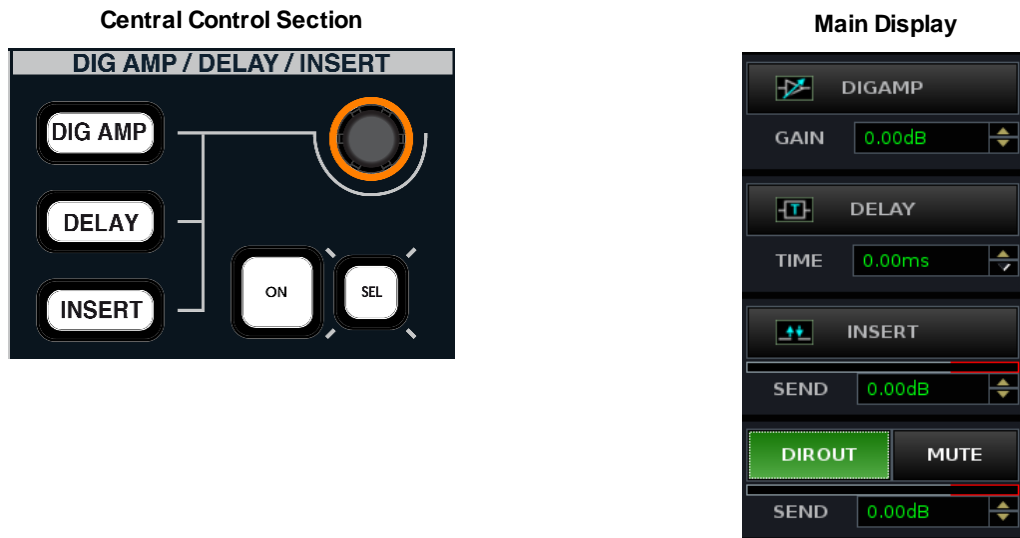 Central Control Section
DIG AMP / DELAY / INSERT
DIG AMP
DELAY
ON
SEL
INSERT
Main Display
DIGAMP
GAIN 0.00dB
T DELAY
TIME 0.00ms
INSERT
SEND 0.00dB
DIROUT MUTE
SEND 0.00dB